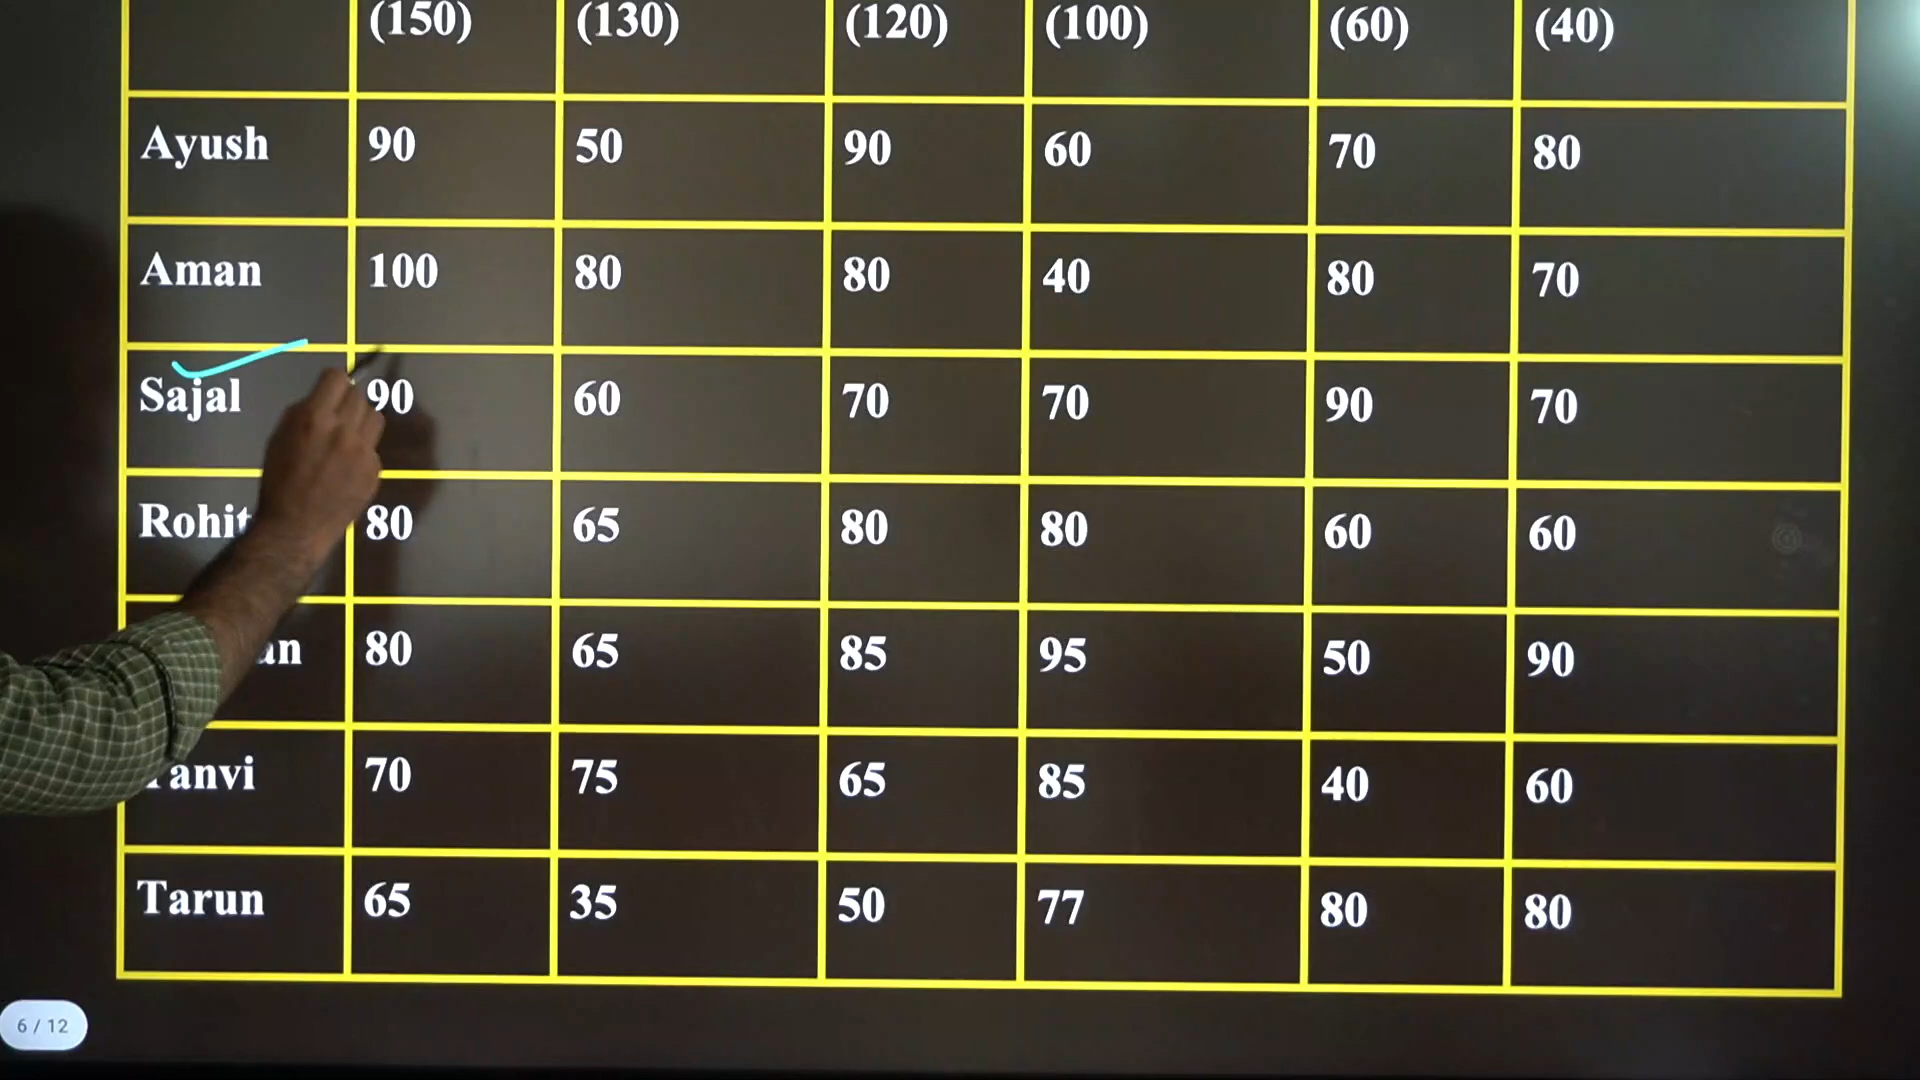 (150) (130) (120) (100) (60) (40)
Ayush 90 50 90 60 70 80
Aman 100 80 80 40 80 70
Sajal 90 60 70 70 90 70
Rohit 80 65 80 80 60 60
80 65 85 95 50 90
Tanvi 70 75 65 85 40 60
Tarun 65 35 50 77 80 80
6 / 12